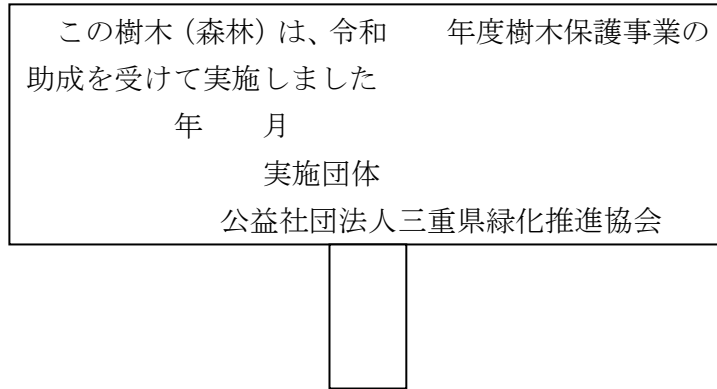 この樹木（森林）は、令和　　年度樹木保護事業の
助成を受けて実施しました
年　　月
実施団体
公益社団法人三重県緑化推進協会